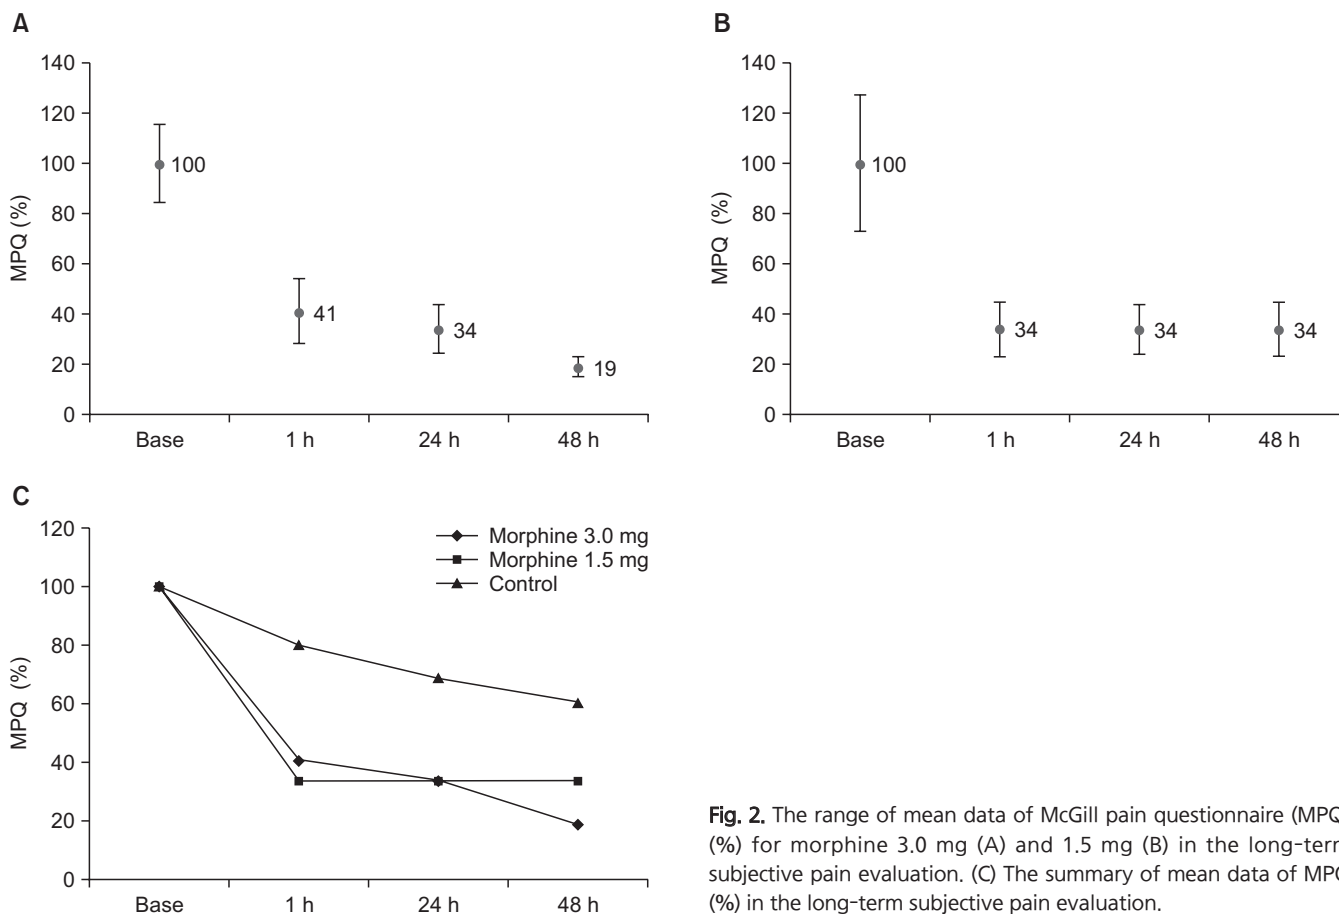 A
140
120
100
80
60
40
20
0
MPQ (%)
100
41
34
19
Base 1 h 24 h 48 h
B
140
120
100
80
60
40
20
0
MPQ (%)
100
34
34
34
Base 1 h 24 h 48 h
C
120
100
80
60
40
20
0
MPQ (%)
Morphine 3.0 mg
Morphine 1.5 mg
Control
Base 1 h 24 h 48 h
Fig. 2. The range of mean data of McGill pain questionnaire (MPQ
(%) for morphine 3.0 mg (A) and 1.5 mg (B) in the long-term
subjective pain evaluation. (C) The summary of mean data of MPQ
(%) in the long-term subjective pain evaluation.